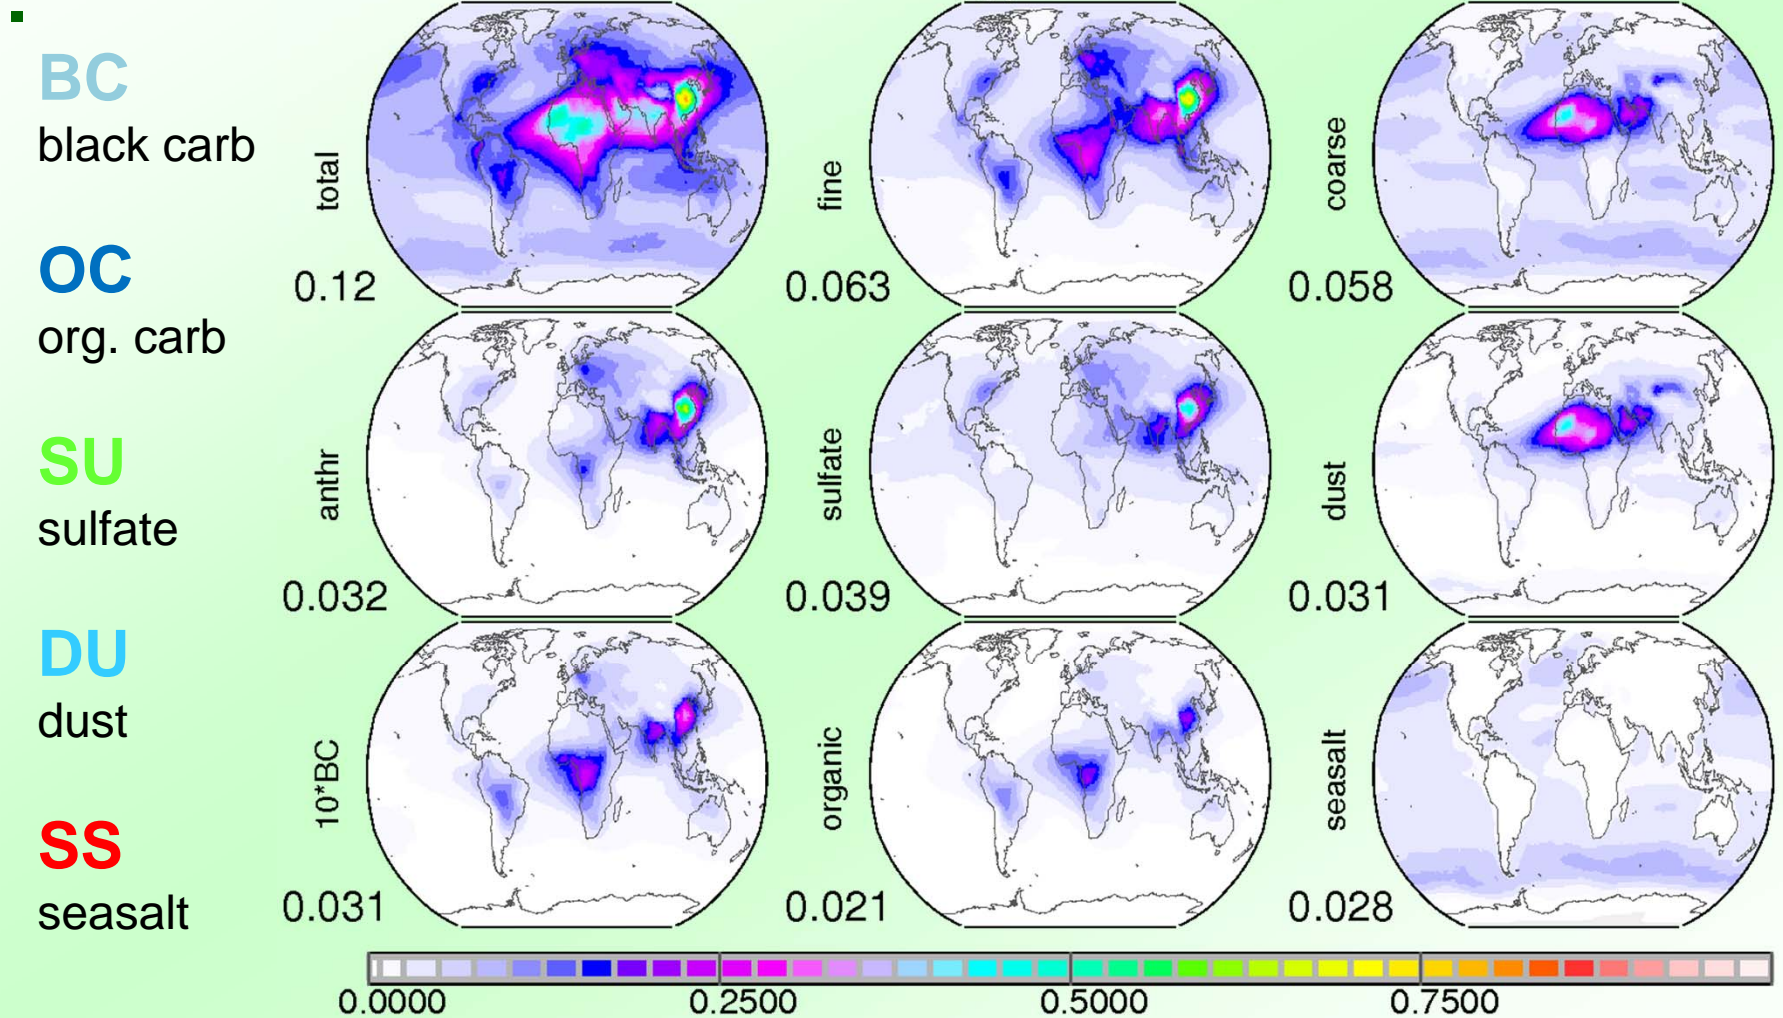 BC
black carb
OC
org. carb
SU
sulfate
DU
dust
SS
seasalt
total
0.12
fine
0.063
coarse
0.058
anthr
0.032
sulfate
0.039
dust
0.031
10*BC
0.031
organic
0.021
seasalt
0.028
0.0000 0.2500 0.5000 0.7500